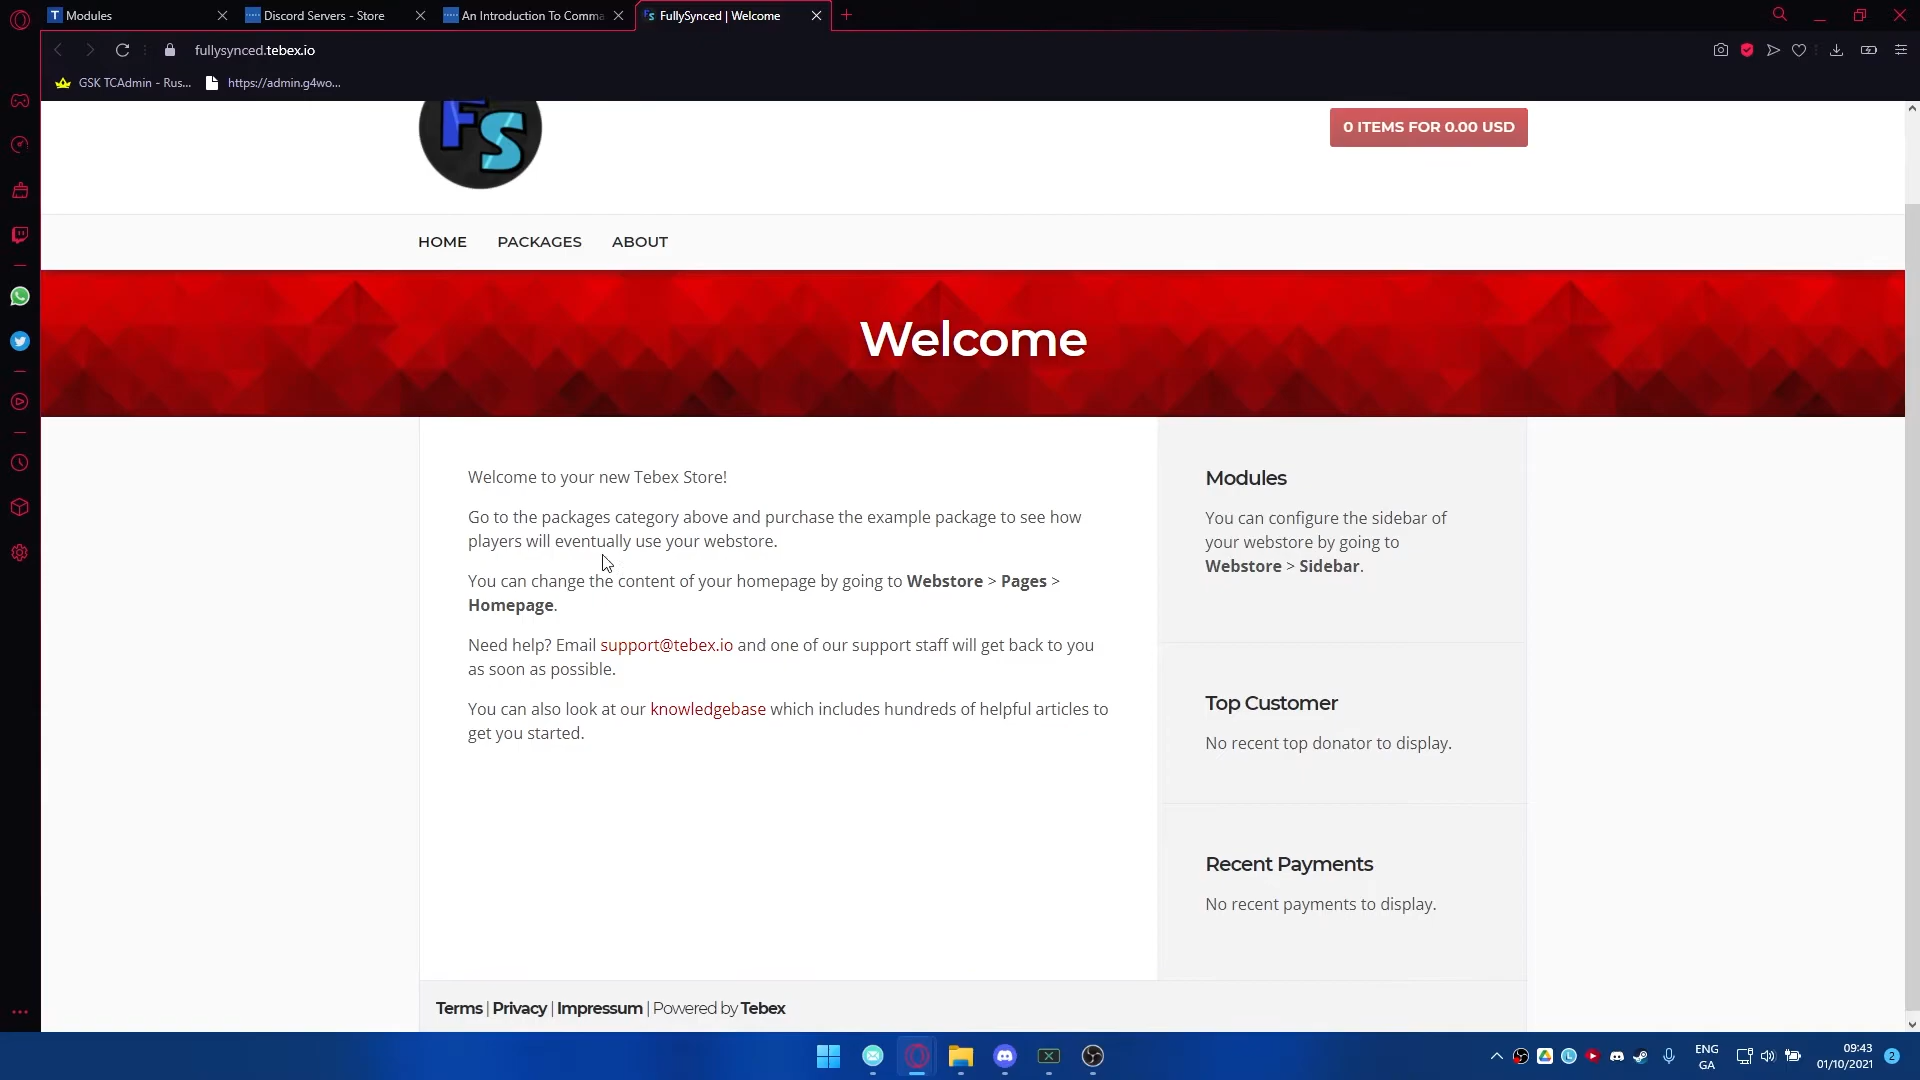 Modules
Discord Servers - Store
An Introduction To Comma
FullySynced | Welcome
fullysynced.tebex.io
GSK TCAdmin - Rus...
https://admin.g4wo...
FS
0 ITEMS FOR 0.00 USD
HOME
PACKAGES
ABOUT
Welcome
Welcome to your new Tebex Store!
Go to the packages category above and purchase the example package to see how
players will eventually use your webstore.
You can change the content of your homepage by going to Webstore > Pages >
Homepage.
Need help? Email support@tebex.io and one of our support staff will get back to you
as soon as possible.
You can also look at our knowledgebase which includes hundreds of helpful articles to
get you started.
Modules
You can configure the sidebar of
your webstore by going to
Webstore > Sidebar.
Top Customer
No recent top donator to display.
Recent Payments
No recent payments to display.
Terms | Privacy | Impressum | Powered by Tebex
ENG
GA
09:43
01/10/2021
2